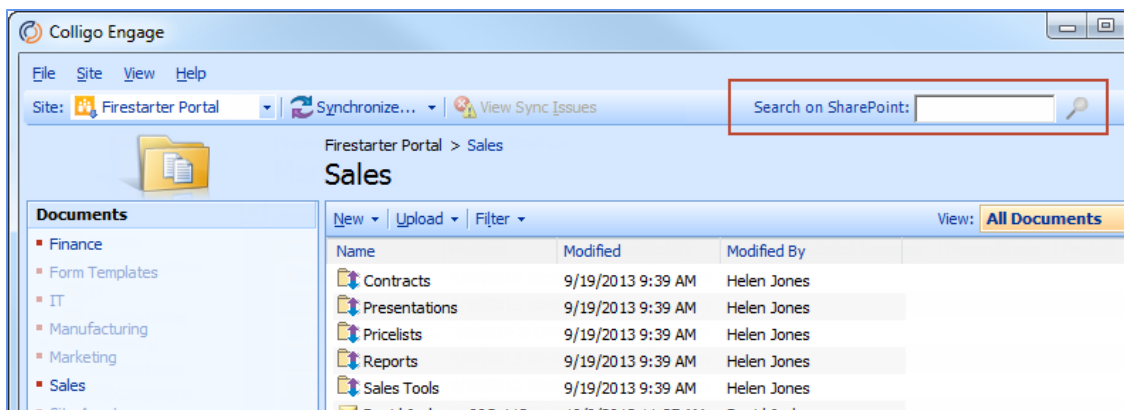 Colligo Engage
File Site View Help
Site: Firestarter Portal Synchronize... View Sync Issues Search on SharePoint:
Firestarter Portal > Sales
Sales
Documents
New Upload Filter View: All Documents
Finance
Name Modified Modified By
Form Templates
Contracts 9/19/2013 9:39 AM Helen Jones
IT
Presentations 9/19/2013 9:39 AM Helen Jones
Manufacturing
Pricelists 9/19/2013 9:39 AM Helen Jones
Marketing
Reports 9/19/2013 9:39 AM Helen Jones
Sales
Sales Tools 9/19/2013 9:39 AM Helen Jones